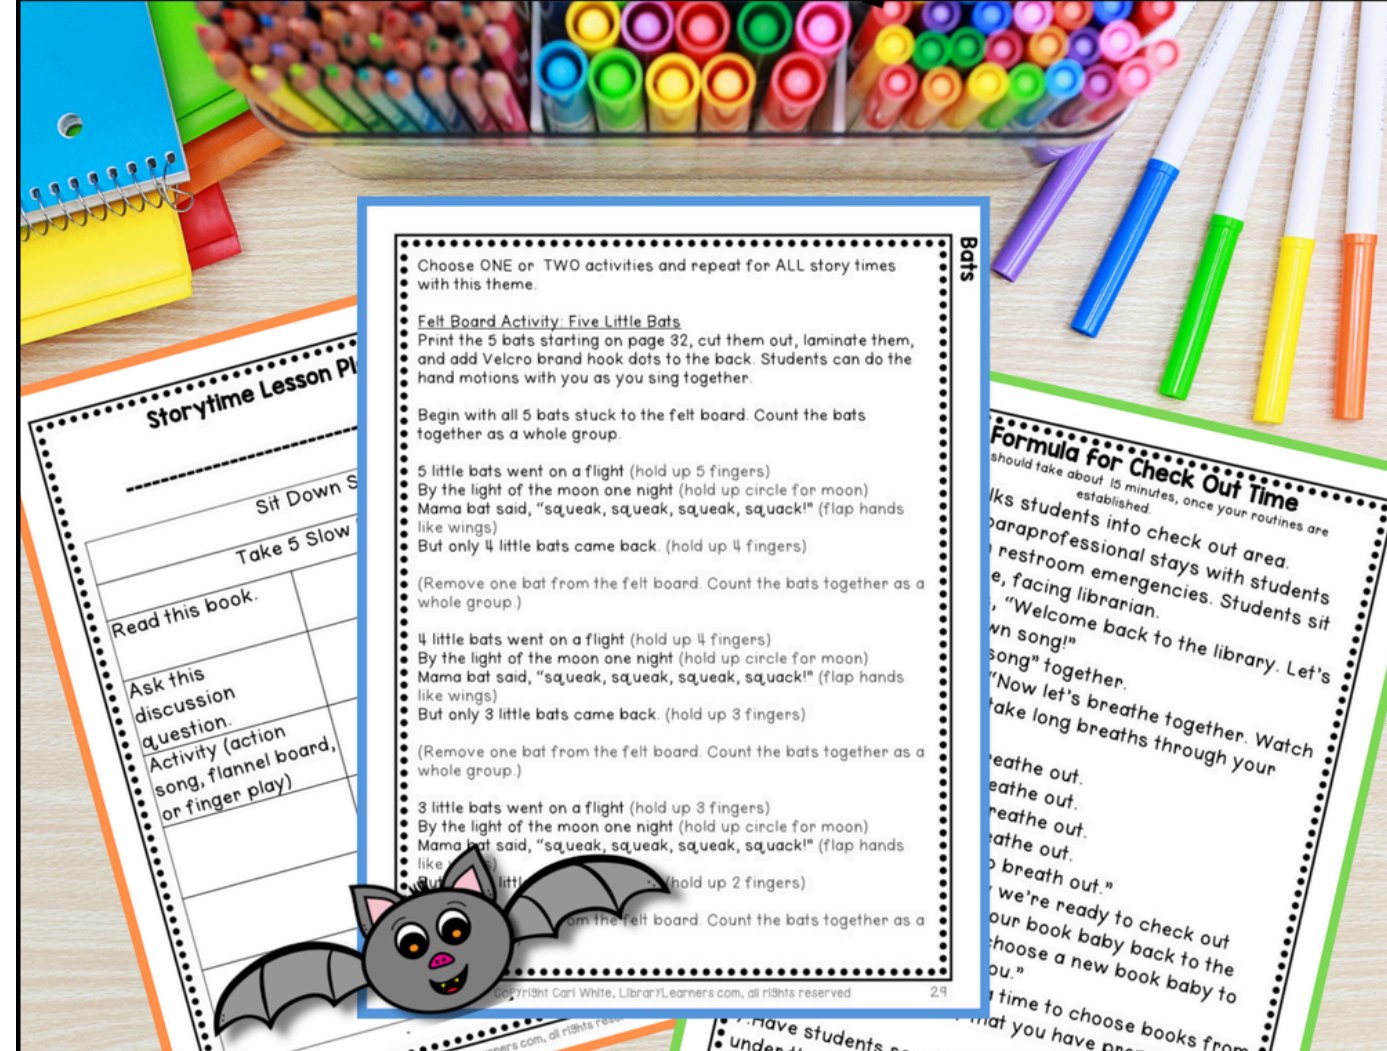 Bats
Choose ONE or TWO activities and repeat for ALL story times
with this theme.
Felt Board Activity: Five Little Bats
Print the 5 bats starting on page 32, cut them out, laminate them,
and add Velcro brand hook dots to the back. Students can do the
hand motions with you as you sing together.
Begin with all 5 bats stuck to the felt board. Count the bats
together as a whole group.
5 little bats went on a flight (hold up 5 fingers)
By the light of the moon one night (hold up circle for moon)
Mama bat said, “squeak, squeak, squeak, squack!” (flap hands
like wings)
But only 4 little bats came back. (hold up 4 fingers)
(Remove one bat from the felt board. Count the bats together as a
whole group.)
4 little bats went on a flight (hold up 4 fingers)
By the light of the moon one night (hold up circle for moon)
Mama bat said, “squeak, squeak, squeak, squack!” (flap hands
like wings)
But only 3 little bats came back. (hold up 3 fingers)
(Remove one bat from the felt board. Count the bats together as a
whole group.)
3 little bats went on a flight (hold up 3 fingers)
By the light of the moon one night (hold up circle for moon)
Mama bat said, “squeak, squeak, squeak, squack!” (flap hands
like
(hold up 2 fingers)
the felt board. Count the bats together as a
Copyright Cari White, LibraryLearners.com, all rights reserved 29
Storytime Lesson
Sit Down
Take 5 Slow
Read this book.
Ask this
discussion
question.
Activity (action
song, flannel board,
or finger play)
all rights
Formula for Check Out Time
should take about 15 minutes, once your routines are
established.
students into check out area.
paraprofessional stays with students
restroom emergencies. Students sit
facing librarian.
“Welcome back to the library. Let's
song!”
song” together.
“Now let's breathe together. Watch
take long breaths through your
out.
out.
out.
out.
breath out.”
we're ready to check out
book baby back to the
choose a new book baby to
time to choose books from
that you have
Have students
under